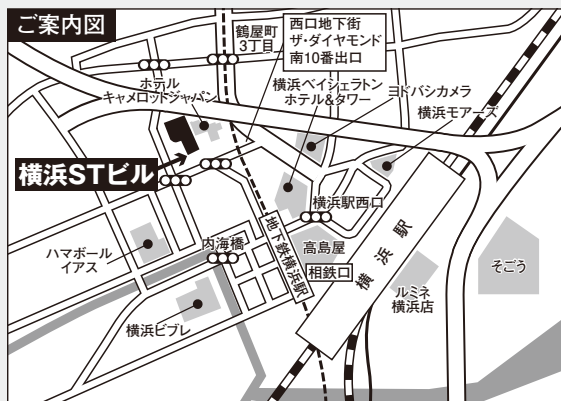 ご案内図
鶴屋町
3丁目
西口地下街
ザ・ダイヤモンド
南10番出口
ホテル
キャメロットジャパン
横浜ベイシェラトン
ホテル&タワー
ヨドバシカメラ
横浜モアーズ
横浜STビル
横浜駅西口
ハマボール
イアス
内海橋
地下鉄横浜駅
高島屋
相鉄口
横浜駅
そごう
ルミネ
横浜店
横浜ビブレ